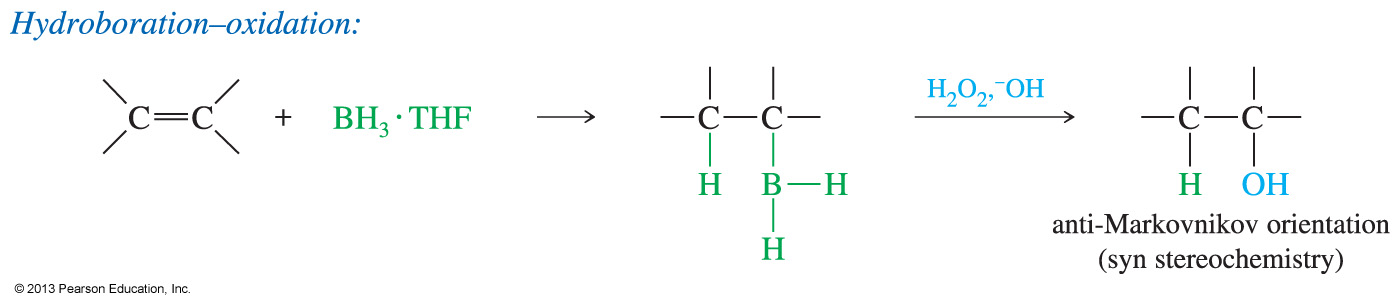 Hydroboration–oxidation:
C=C + BH₃ · THF → —C—C— H₂O₂,⁻OH → —C—C—
H B—H H OH
H
anti-Markovnikov orientation
(syn stereochemistry)
© 2013 Pearson Education, Inc.